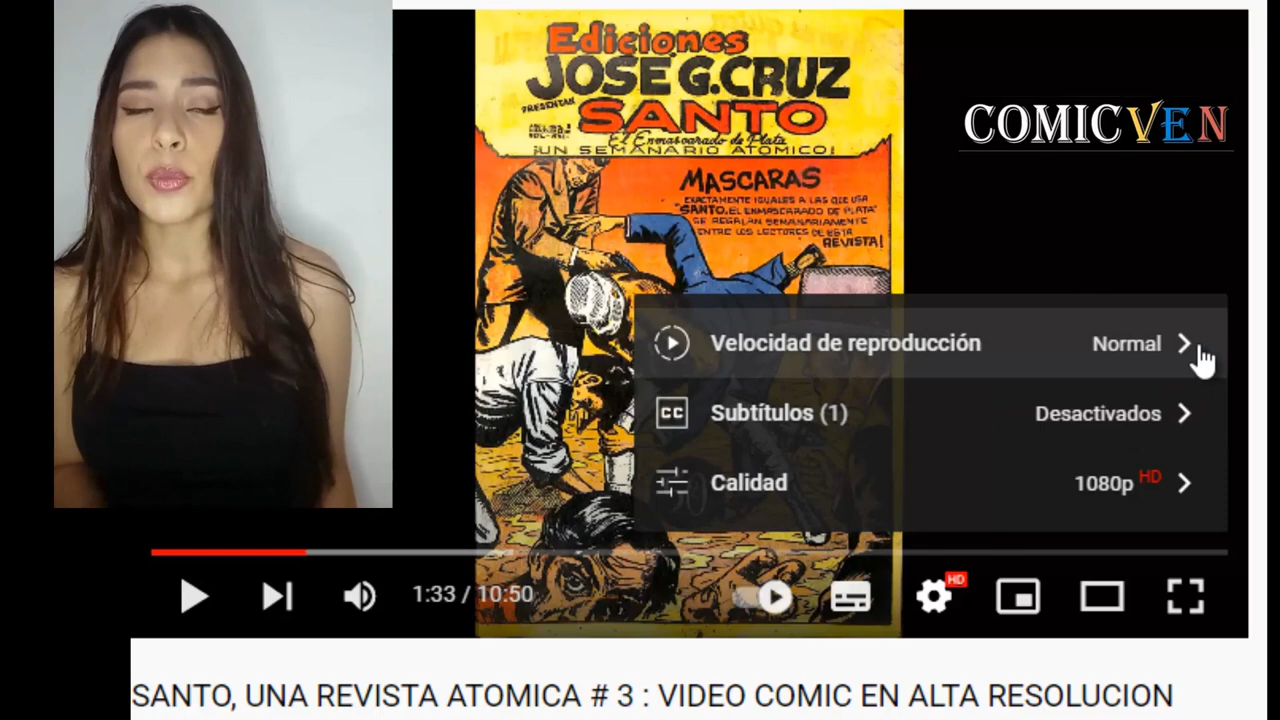 Ediciones
JOSE G. CRUZ
PRESENTAN
SANTO
El Enmascarado de Plata
¡UN SEMANARIO ATOMICO!
COMICVEN
MASCARAS
EXACTAMENTE IGUALES A LAS QUE USA
"SANTO, EL ENMASCARADO DE PLATA"
SE REGALAN SEMANARIAMENTE
ENTRE LOS LECTORES DE ESTA
REVISTA!
Velocidad de reproducción Normal
CC Subtítulos (1) Desactivados
Calidad 1080p HD
1:33 / 10:50 HD
SANTO, UNA REVISTA ATOMICA # 3 : VIDEO COMIC EN ALTA RESOLUCION